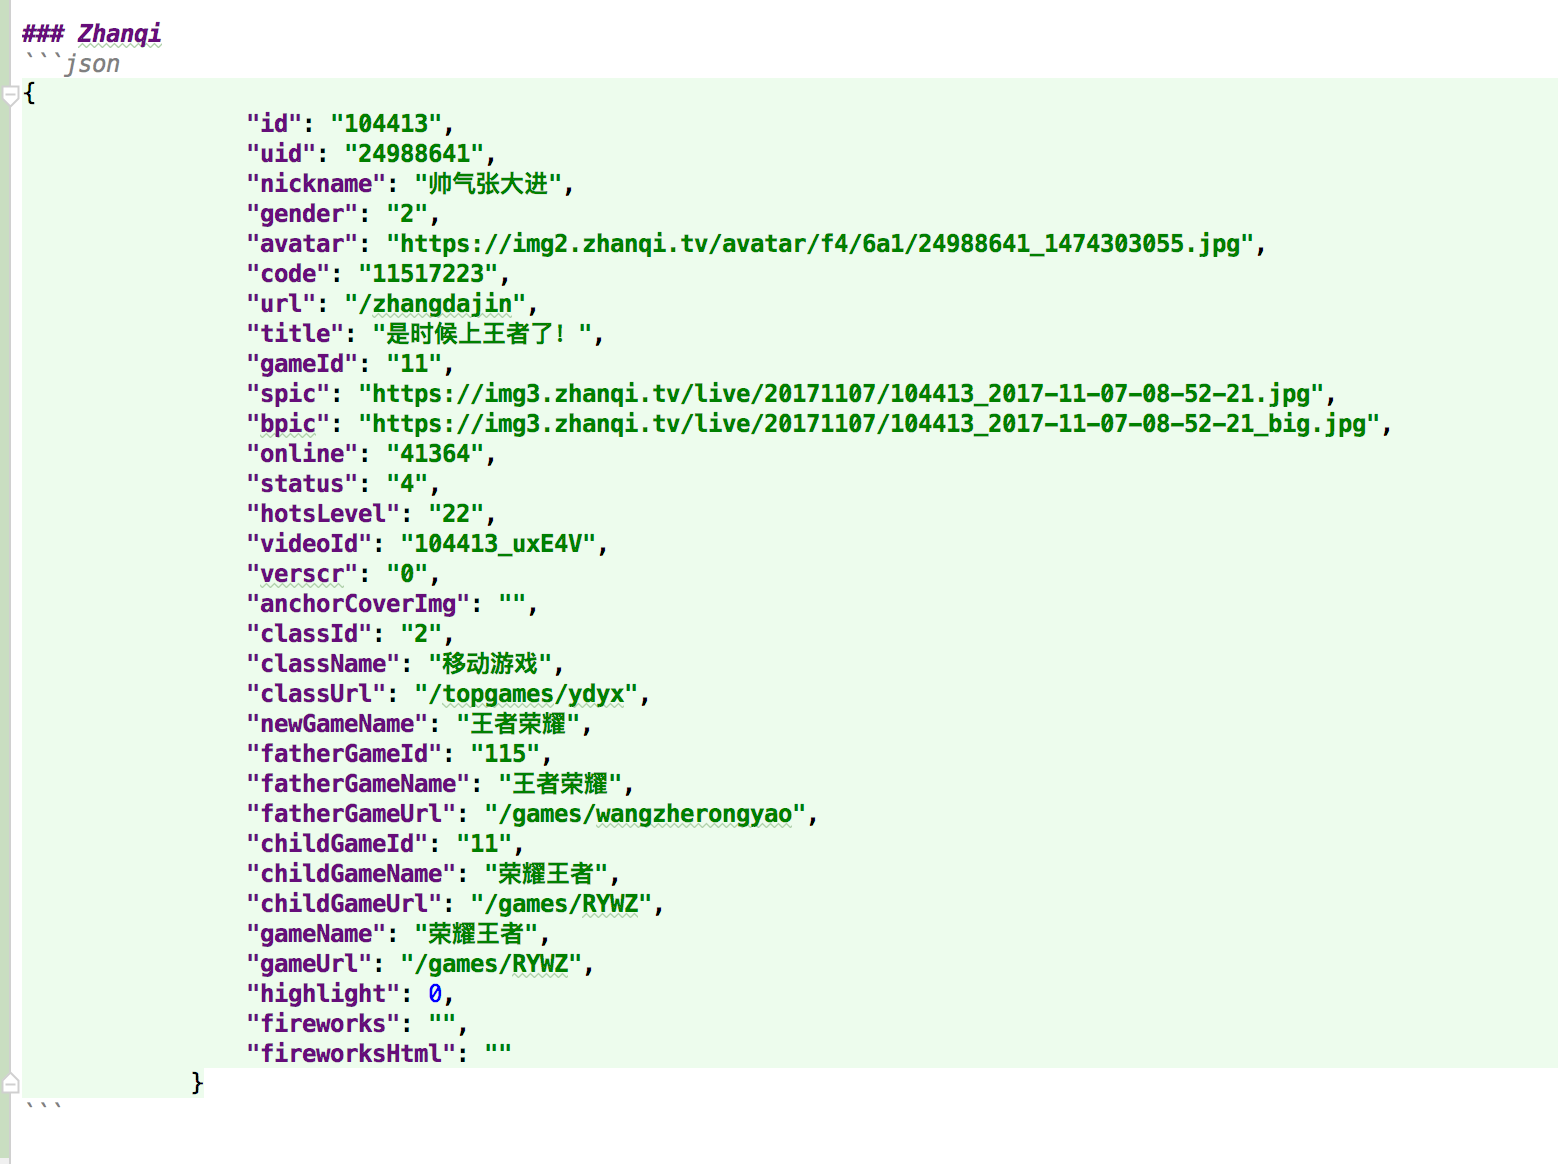 ### Zhanqi
```json
{
"id": "104413",
"uid": "24988641",
"nickname": "帅气张大进",
"gender": "2",
"avatar": "https://img2.zhanqi.tv/avatar/f4/6a1/24988641_1474303055.jpg",
"code": "11517223",
"url": "/zhangdajin",
"title": "是时候上王者了！",
"gameId": "11",
"spic": "https://img3.zhanqi.tv/live/20171107/104413_2017-11-07-08-52-21.jpg",
"bpic": "https://img3.zhanqi.tv/live/20171107/104413_2017-11-07-08-52-21_big.jpg",
"online": "41364",
"status": "4",
"hotsLevel": "22",
"videoId": "104413_uxE4V",
"verscr": "0",
"anchorCoverImg": "",
"classId": "2",
"className": "移动游戏",
"classUrl": "/topgames/ydyx",
"newGameName": "王者荣耀",
"fatherGameId": "115",
"fatherGameName": "王者荣耀",
"fatherGameUrl": "/games/wangzherongyao",
"childGameId": "11",
"childGameName": "荣耀王者",
"childGameUrl": "/games/RYWZ",
"gameName": "荣耀王者",
"gameUrl": "/games/RYWZ",
"highlight": 0,
"fireworks": "",
"fireworksHtml": ""
}
```